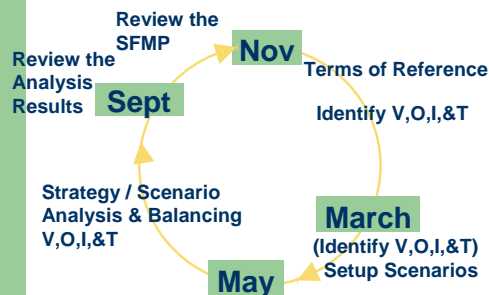 Review the
SFMP
Nov
Terms of Reference
Identify V,O,I,&T
March
(Identify V,O,I,&T)
Setup Scenarios
May
Strategy / Scenario
Analysis & Balancing
V,O,I,&T
Sept
Review the
Analysis
Results